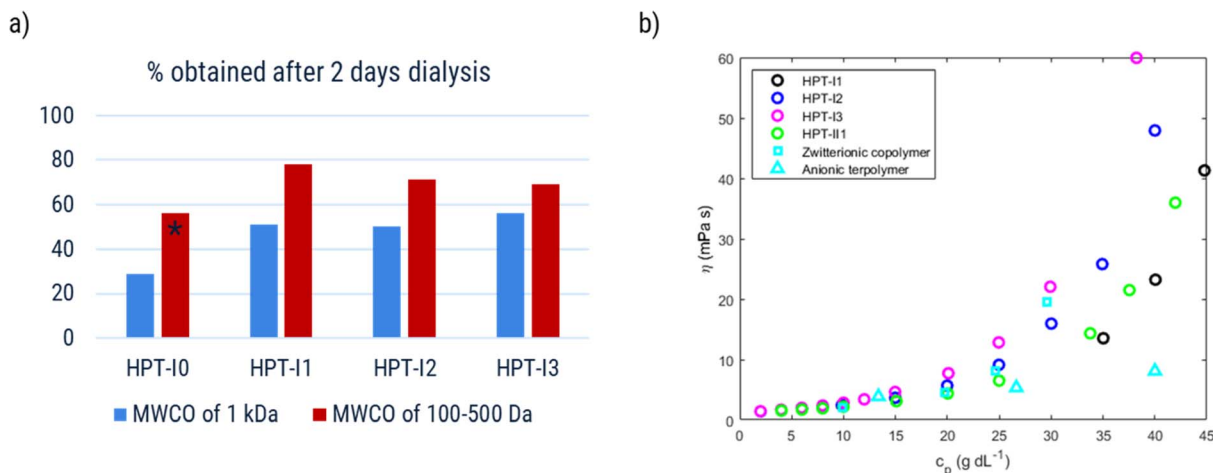 a)
% obtained after 2 days dialysis
100
80
60
40
20
0
*
HPT-I0 HPT-I1 HPT-I2 HPT-I3
MWCO of 1 kDa MWCO of 100-500 Da
b)
60
50
40
30
20
10
0
η (mPa s)
HPT-I1
HPT-I2
HPT-I3
HPT-II1
Zwitterionic copolymer
Anionic terpolymer
0 5 10 15 20 25 30 35 40 45
cp (g dL-1)